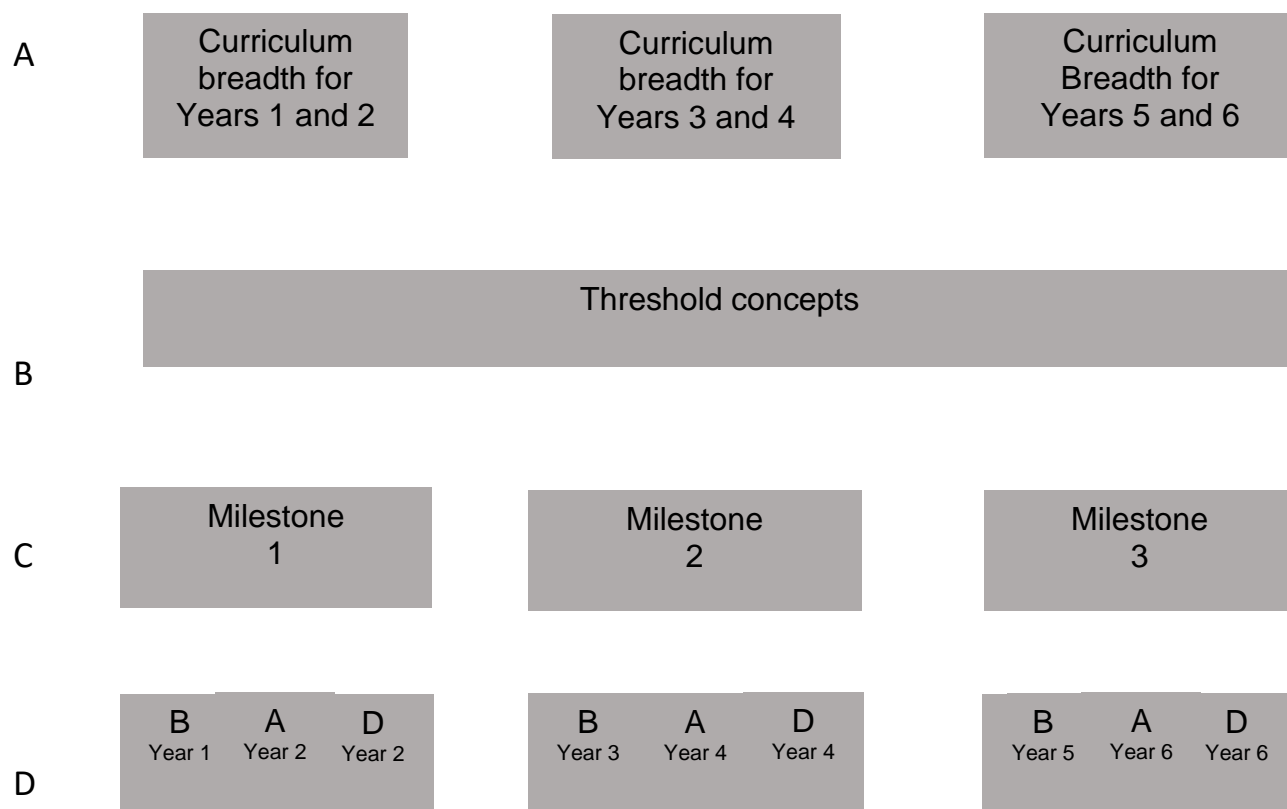 A
Curriculum
breadth for
Years 1 and 2
Curriculum
breadth for
Years 3 and 4
Curriculum
Breadth for
Years 5 and 6
Threshold concepts
B
C
Milestone
1
Milestone
2
Milestone
3
D
B
Year 1
A
Year 2
D
Year 2
B
Year 3
A
Year 4
D
Year 4
B
Year 5
A
Year 6
D
Year 6